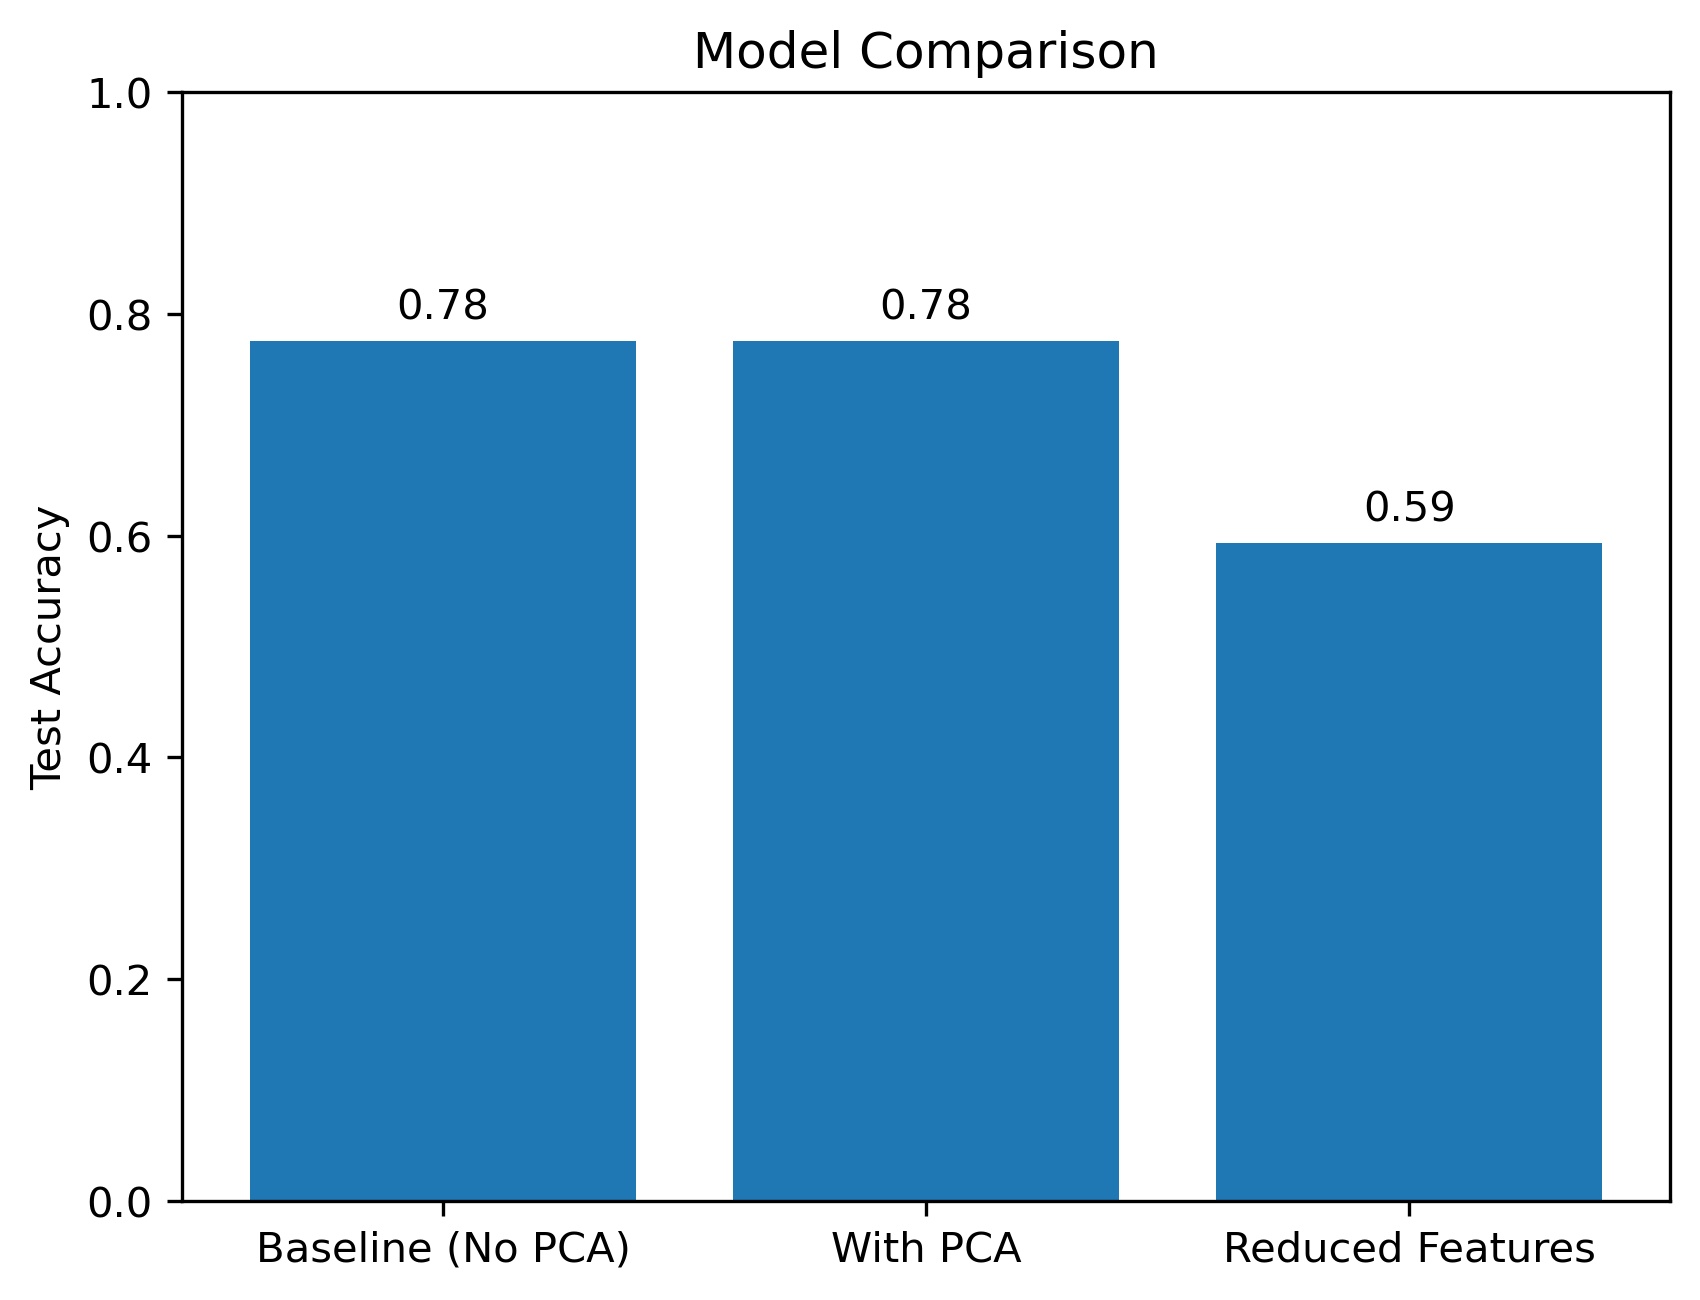 Model Comparison
1.0
0.8
0.6
0.4
0.2
0.0
Test Accuracy
0.78
0.78
0.59
Baseline (No PCA)
With PCA
Reduced Features